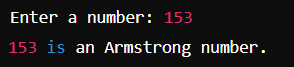 Enter a number: 153
153 is an Armstrong number.